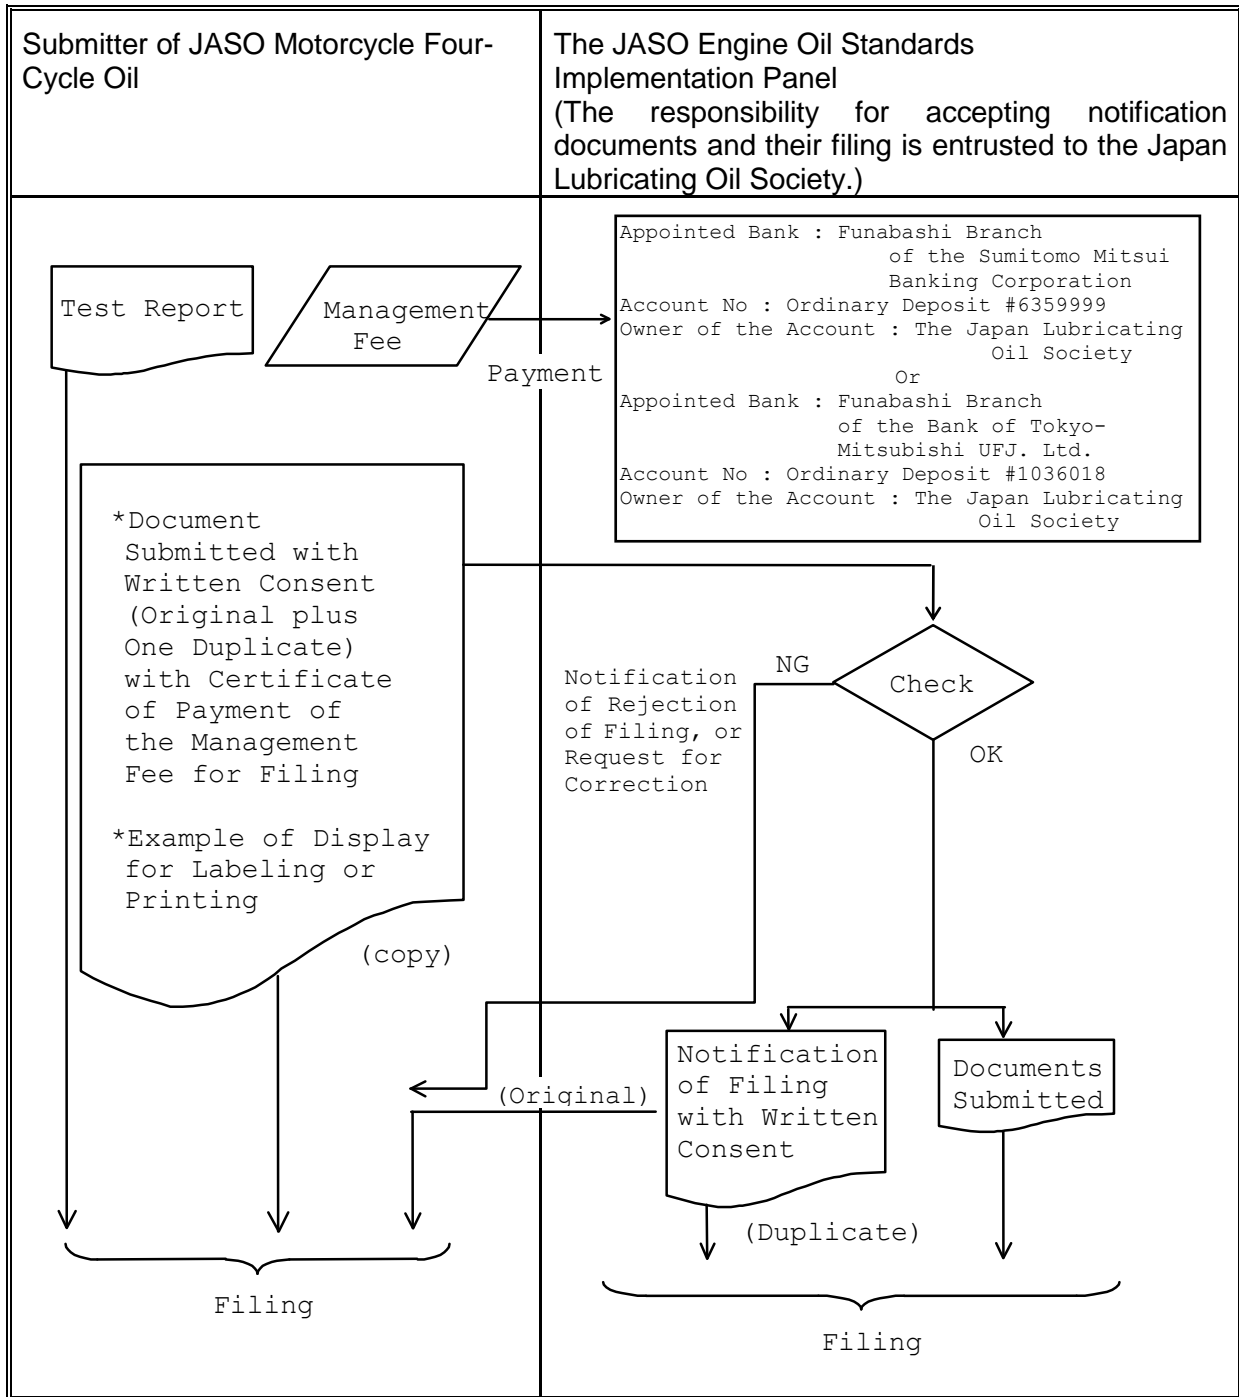 Submitter of JASO Motorcycle Four-
Cycle Oil
The JASO Engine Oil Standards
Implementation Panel
(The responsibility for accepting notification
documents and their filing is entrusted to the Japan
Lubricating Oil Society.)
Test Report
Management
Fee
Payment
Appointed Bank : Funabashi Branch
of the Sumitomo Mitsui
Banking Corporation
Account No : Ordinary Deposit #6359999
Owner of the Account : The Japan Lubricating
Oil Society
Or
Appointed Bank : Funabashi Branch
of the Bank of Tokyo-
Mitsubishi UFJ. Ltd.
Account No : Ordinary Deposit #1036018
Owner of the Account : The Japan Lubricating
Oil Society
*Document
Submitted with
Written Consent
(Original plus
One Duplicate)
with Certificate
of Payment of
the Management
Fee for Filing
*Example of Display
for Labeling or
Printing
(copy)
Notification
of Rejection
of Filing, or
Request for
Correction
NG
Check
OK
(Original)
Notification
of Filing
with Written
Consent
Documents
Submitted
(Duplicate)
Filing
Filing